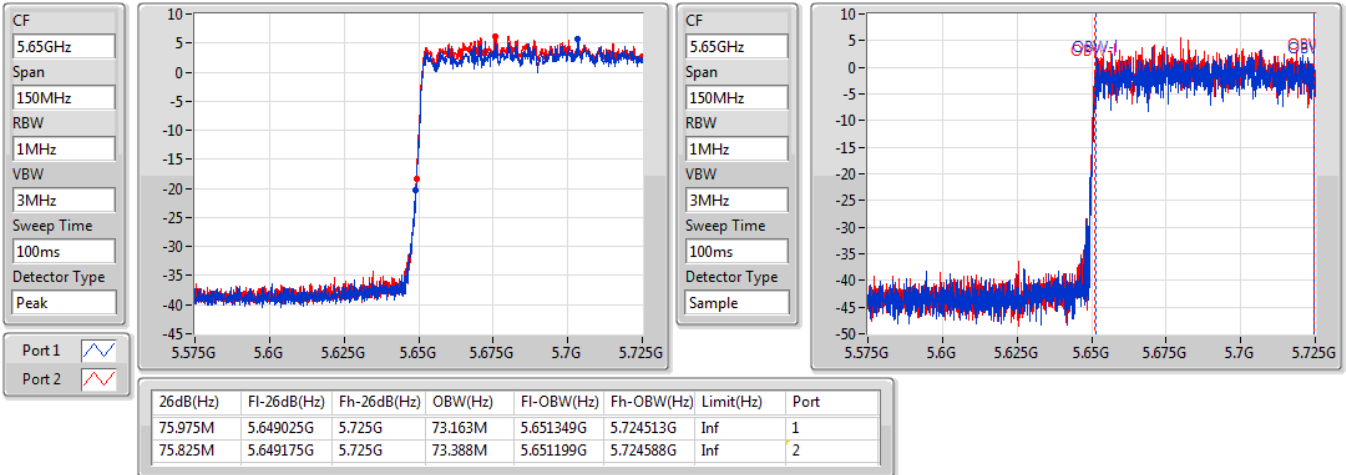 CF
5.65GHz
Span
150MHz
RBW
1MHz
VBW
3MHz
Sweep Time
100ms
Detector Type
Peak
Port 1
Port 2
10
5
0
-5
-10
-15
-20
-25
-30
-35
-40
-45
5.575G 5.6G 5.625G 5.65G 5.675G 5.7G 5.725G
CF
5.65GHz
Span
150MHz
RBW
1MHz
VBW
3MHz
Sweep Time
100ms
Detector Type
Sample
10
5
0
-5
-10
-15
-20
-25
-30
-35
-40
-45
-50
OBW-l OBW
5.575G 5.6G 5.625G 5.65G 5.675G 5.7G 5.725G
26dB(Hz) Fl-26dB(Hz) Fh-26dB(Hz) OBW(Hz) Fl-OBW(Hz) Fh-OBW(Hz) Limit(Hz) Port
75.975M 5.649025G 5.725G 73.163M 5.651349G 5.724513G Inf 1
75.825M 5.649175G 5.725G 73.388M 5.651199G 5.724588G Inf 2